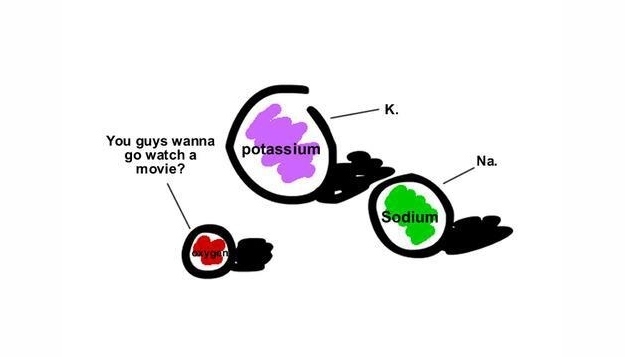 You guys wanna
go watch a
movie?
potassium
K.
Sodium
Na.
oxygen